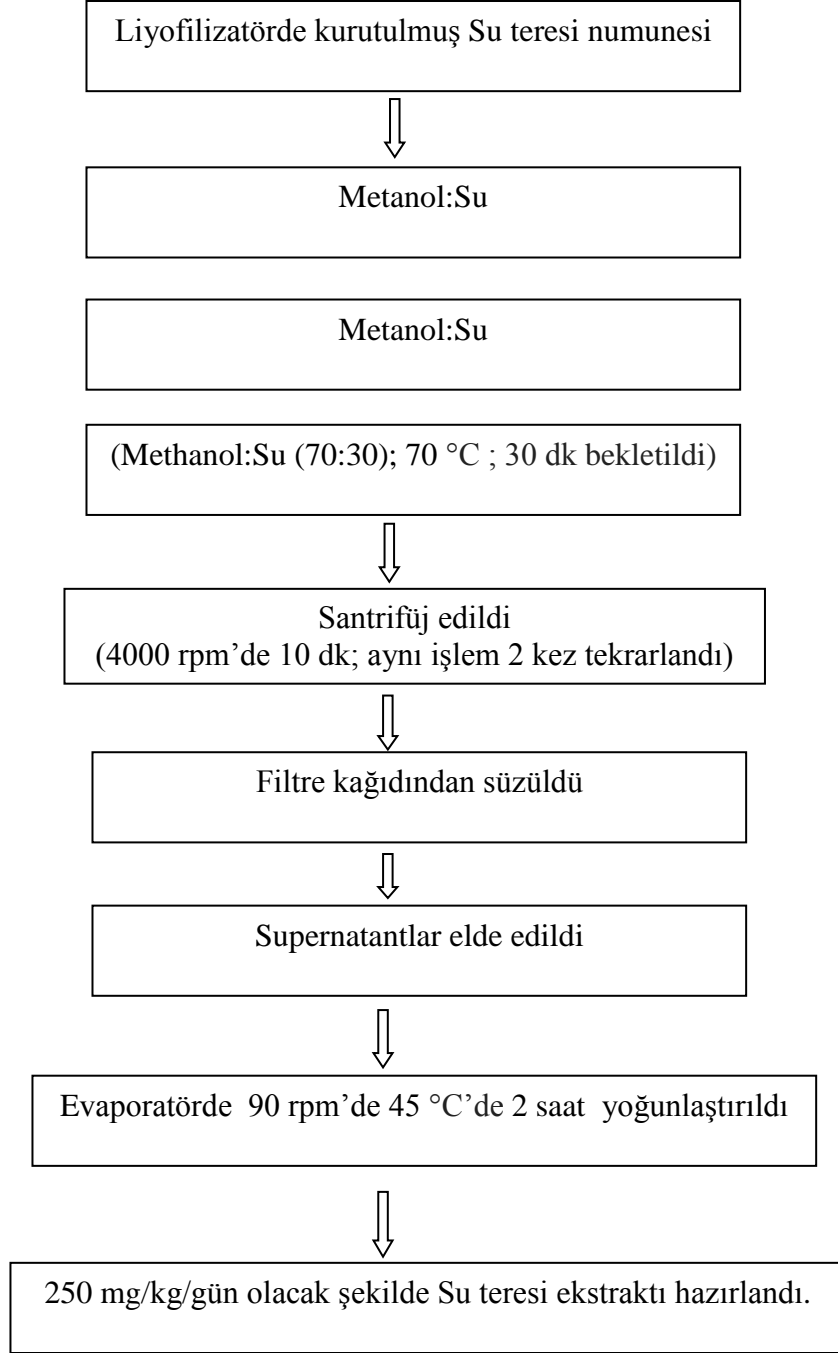 Liyofilizatörde kurutulmuş Su teresi numunesi
Metanol:Su
Metanol:Su
(Methanol:Su (70:30); 70 °C ; 30 dk bekletildi)
Santrifüj edildi
(4000 rpm’de 10 dk; aynı işlem 2 kez tekrarlandı)
Filtre kağıdından süzüldü
Supernatantlar elde edildi
Evaporatörde 90 rpm’de 45 °C’de 2 saat yoğunlaştırıldı
250 mg/kg/gün olacak şekilde Su teresi ekstraktı hazırlandı.